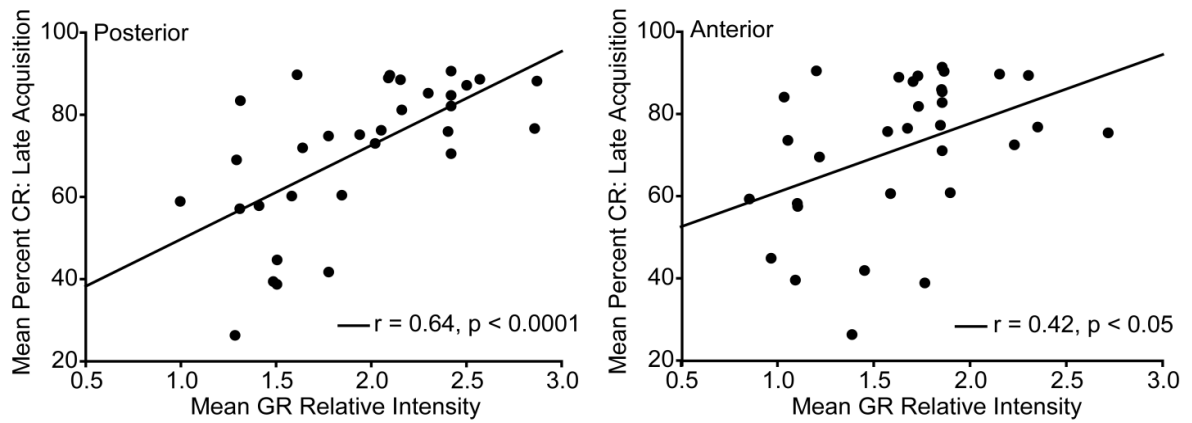 Posterior
Mean Percent CR: Late Acquisition
100
80
60
40
20
r = 0.64, p < 0.0001
0.5 1.0 1.5 2.0 2.5 3.0
Mean GR Relative Intensity
Anterior
Mean Percent CR: Late Acquisition
100
80
60
40
20
r = 0.42, p < 0.05
0.5 1.0 1.5 2.0 2.5 3.0
Mean GR Relative Intensity